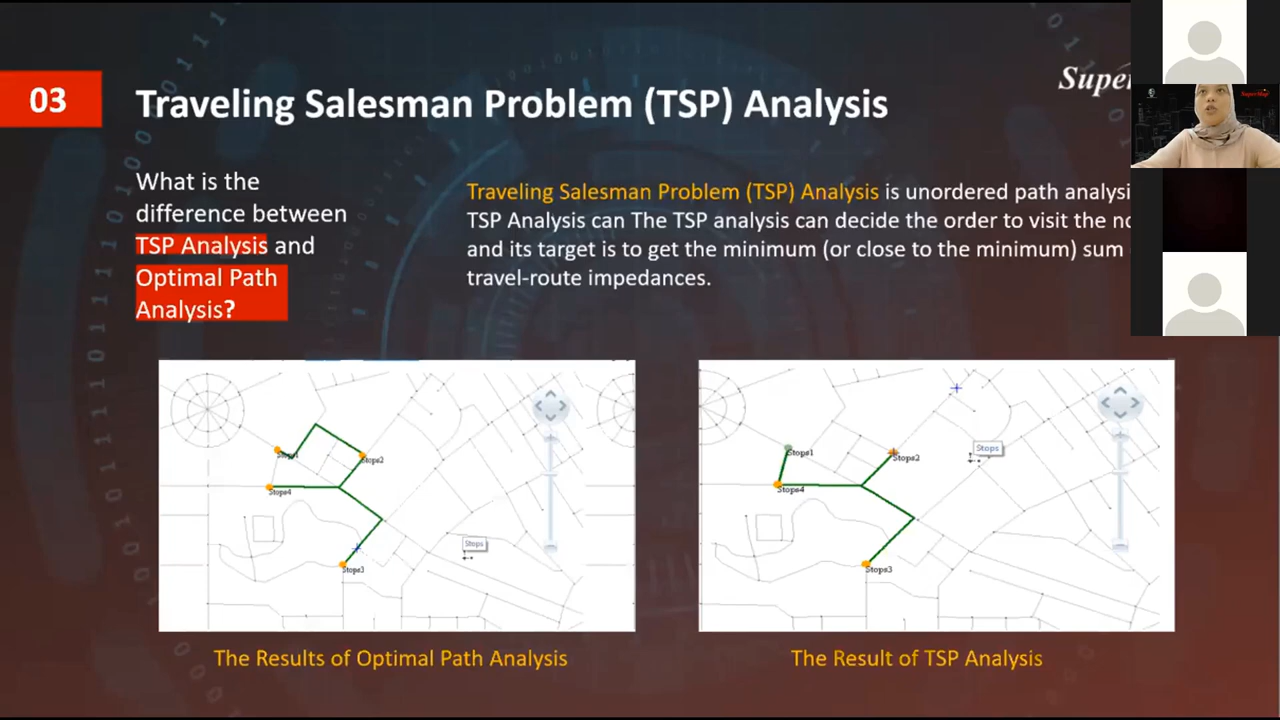 03
Traveling Salesman Problem (TSP) Analysis
Super
What is the
difference between
TSP Analysis and
Optimal Path
Analysis?
Traveling Salesman Problem (TSP) Analysis is unordered path analysi
TSP Analysis can The TSP analysis can decide the order to visit the no
and its target is to get the minimum (or close to the minimum) sum
travel-route impedances.
Stops2
Stops4
Stops
Stops3
Stops1
Stops
Stops2
Stops4
Stops3
The Results of Optimal Path Analysis
The Result of TSP Analysis